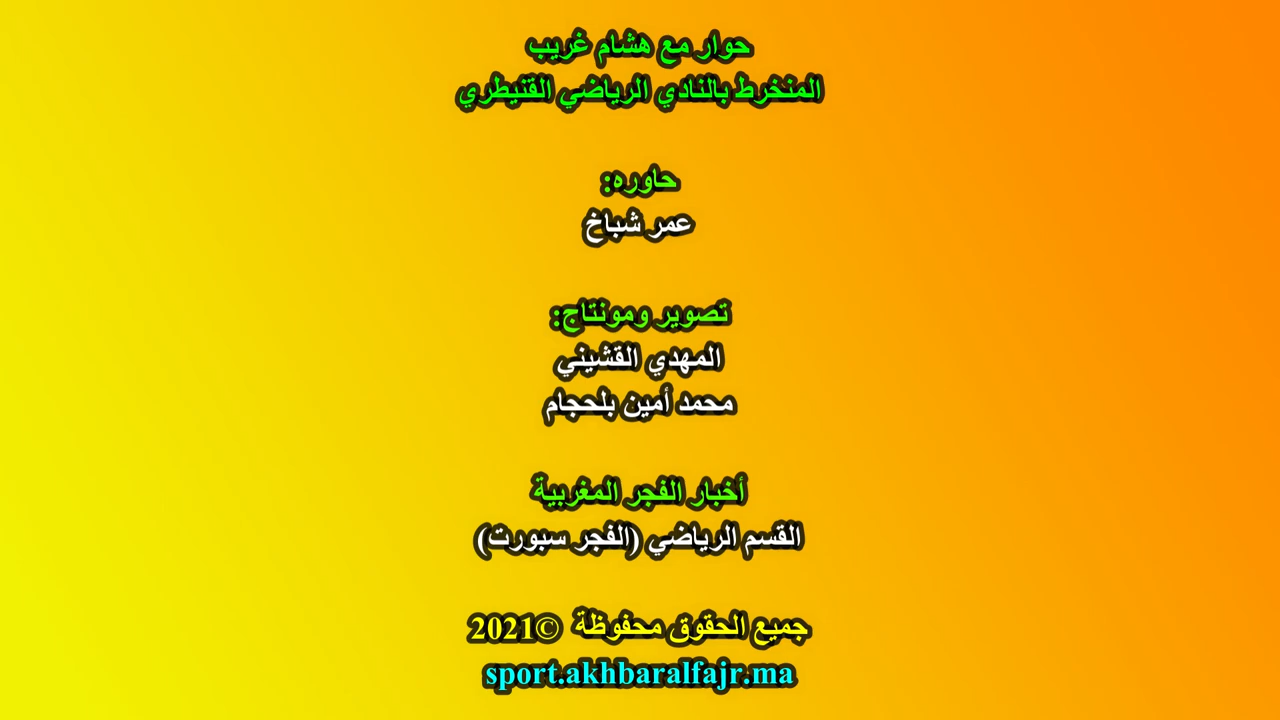 حوار مع هشام غريب
المنخرط بالنادي الرياضي القنيطري
حاوره:
عمر شباخ
تصوير ومونتاج:
المهدي القشيني
محمد أمين بلحجام
أخبار الفجر المغربية
القسم الرياضي (الفجر سبورت)
جميع الحقوق محفوظة ©2021
sport.akhbaralfajr.ma